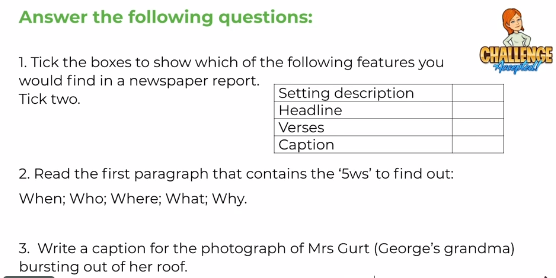 Answer the following questions:
CHALLENGE
Accepted!
1. Tick the boxes to show which of the following features you
would find in a newspaper report.
Tick two.
Setting description
Headline
Verses
Caption
2. Read the first paragraph that contains the ‘5ws’ to find out:
When; Who; Where; What; Why.
3. Write a caption for the photograph of Mrs Gurt (George’s grandma)
bursting out of her roof.